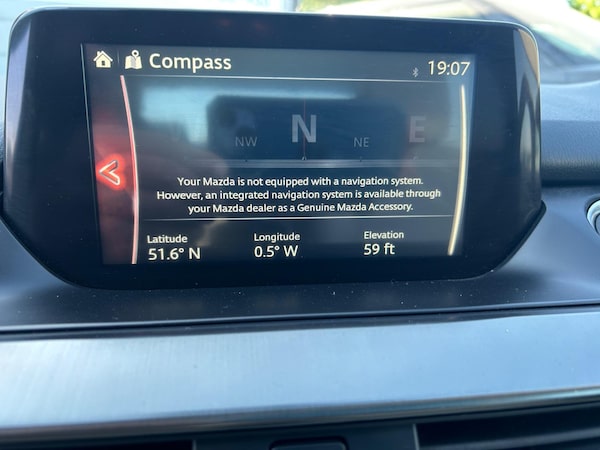 Compass
19:07
NW N NE E
Your Mazda is not equipped with a navigation system.
However, an integrated navigation system is available through
your Mazda dealer as a Genuine Mazda Accessory.
Latitude Longitude Elevation
51.6° N 0.5° W 59 ft